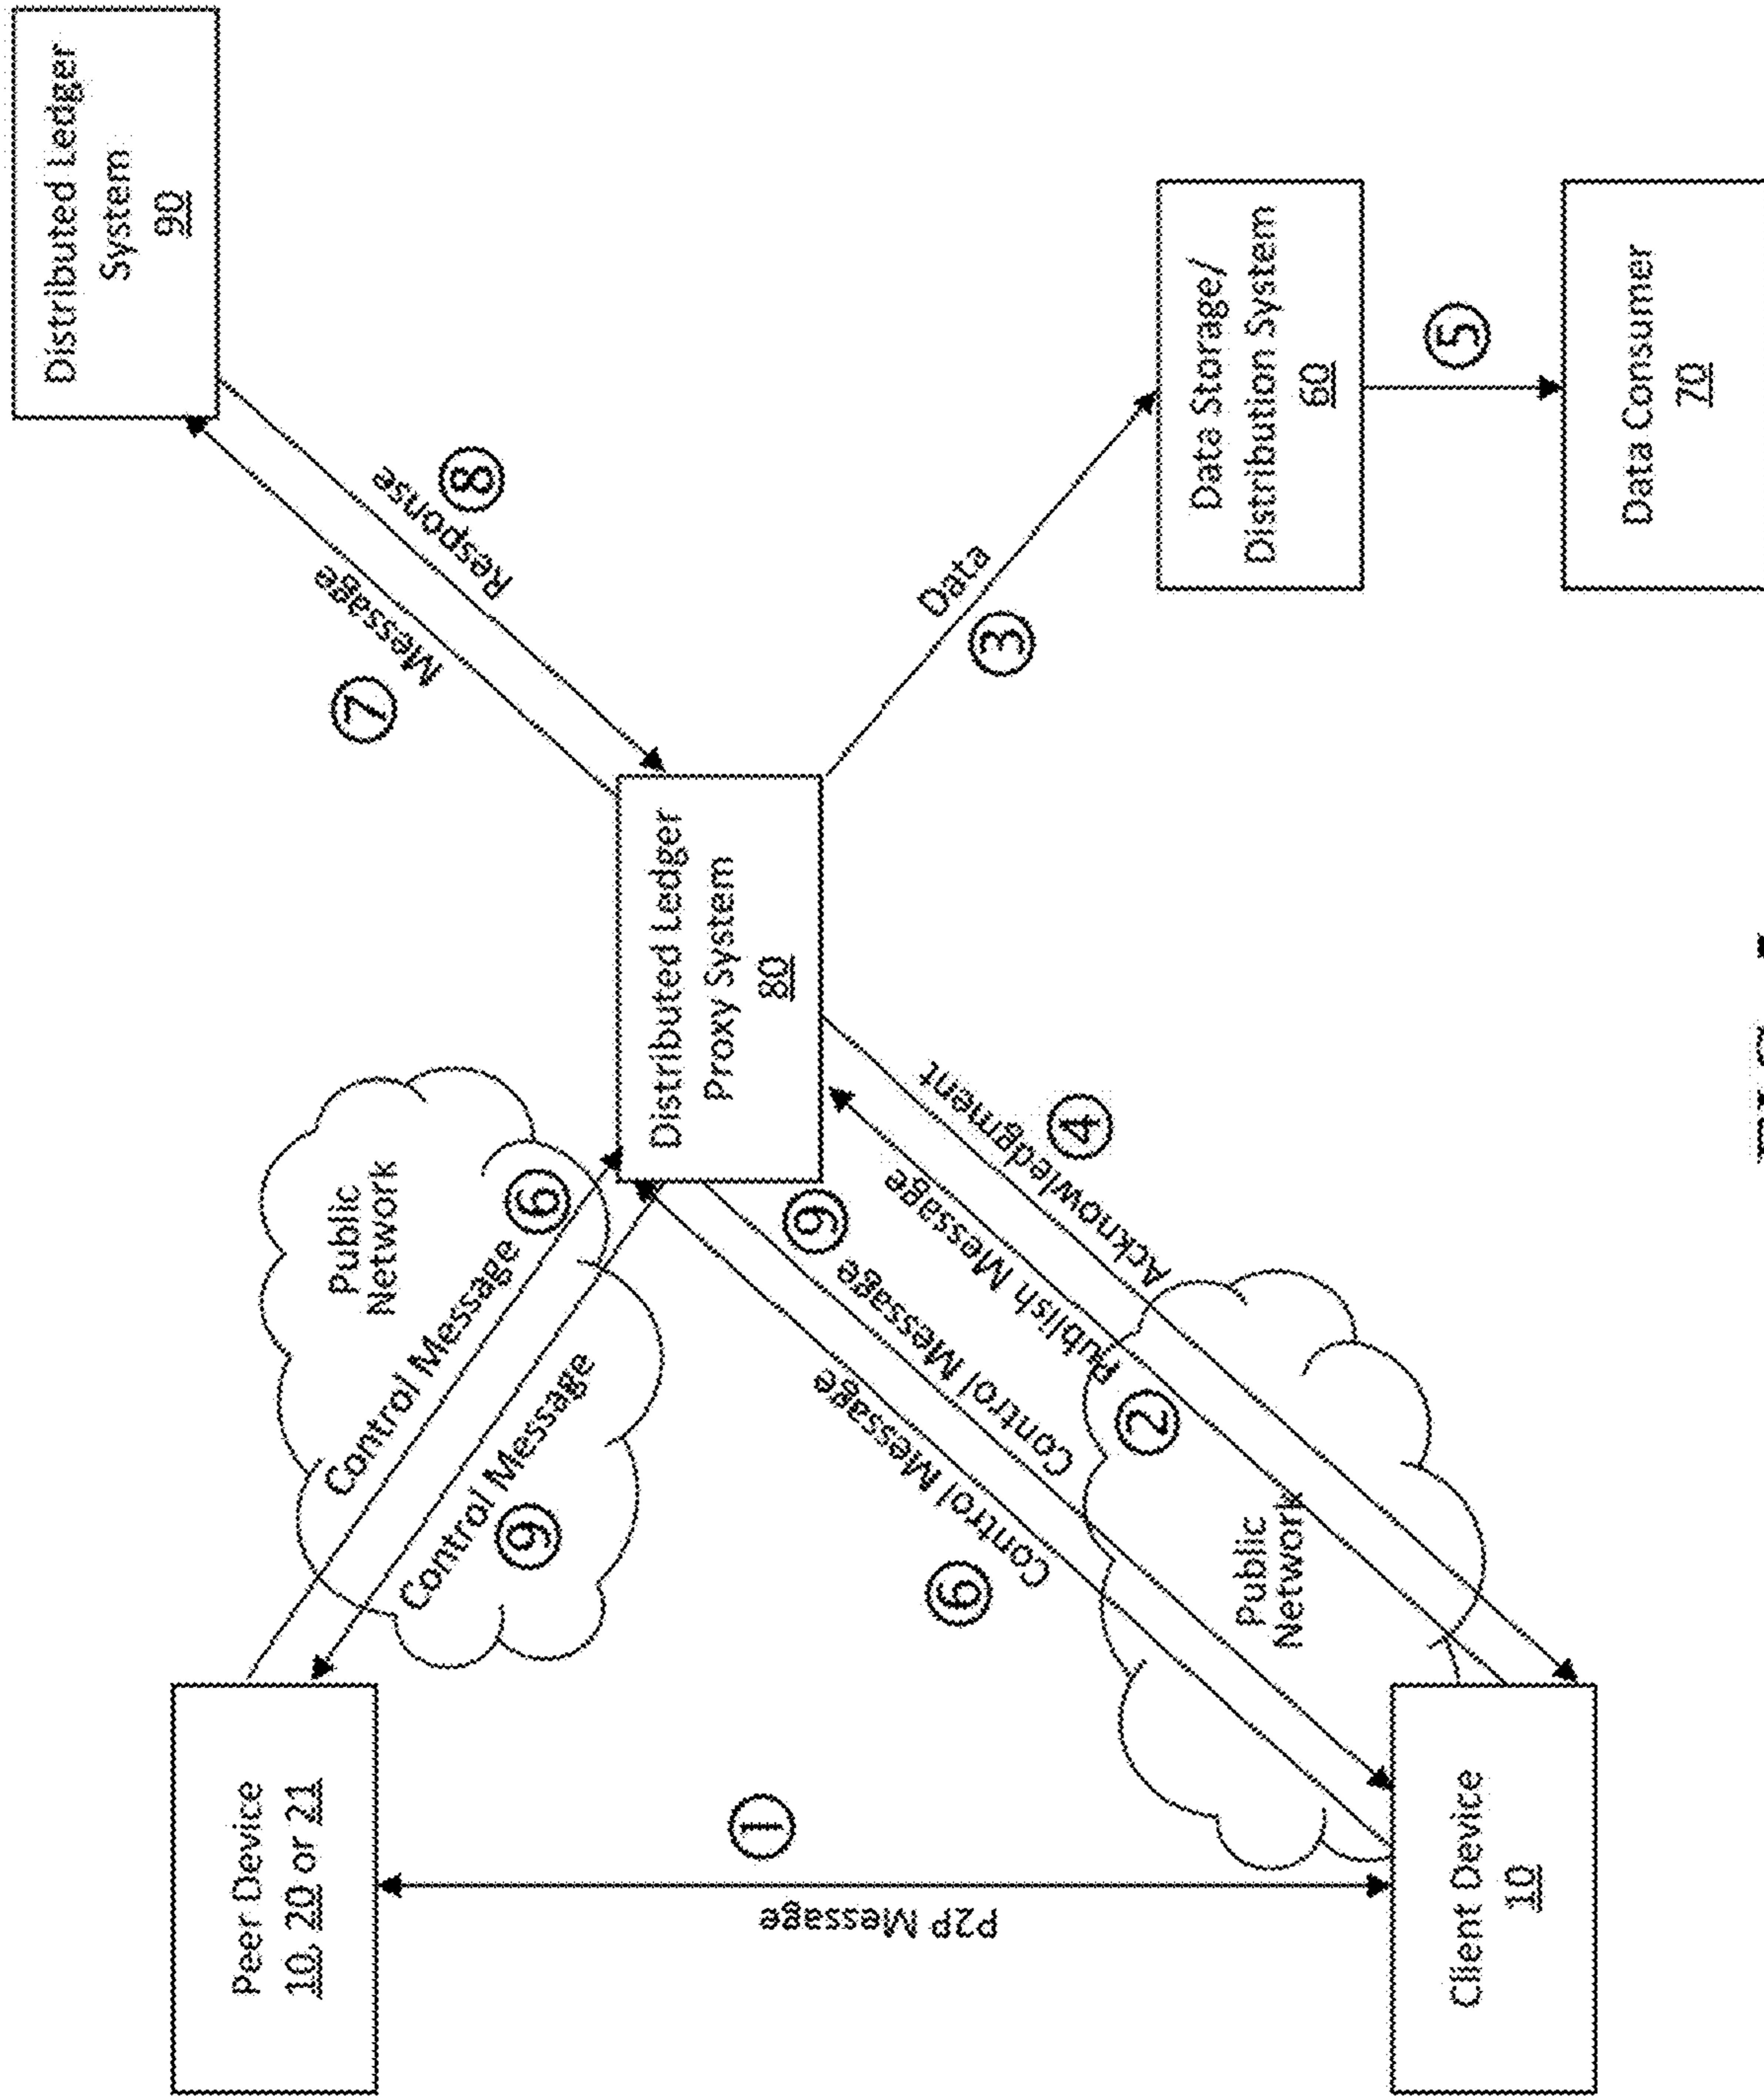 Distributed Ledger
System
90
Peer Device
10, 20 or 21
Public
Network
Control Message
⑥
Control Message
⑨
⑦
Message
Response
⑧
P2P Message
①
Distributed Ledger
Proxy System
80
⑥
Control Message
Control Message
⑨
②
Publish Message
Acknowledgment
④
Public
Network
Data
③
Data Storage/
Distribution System
60
⑤
Client Device
10
Data Consumer
70